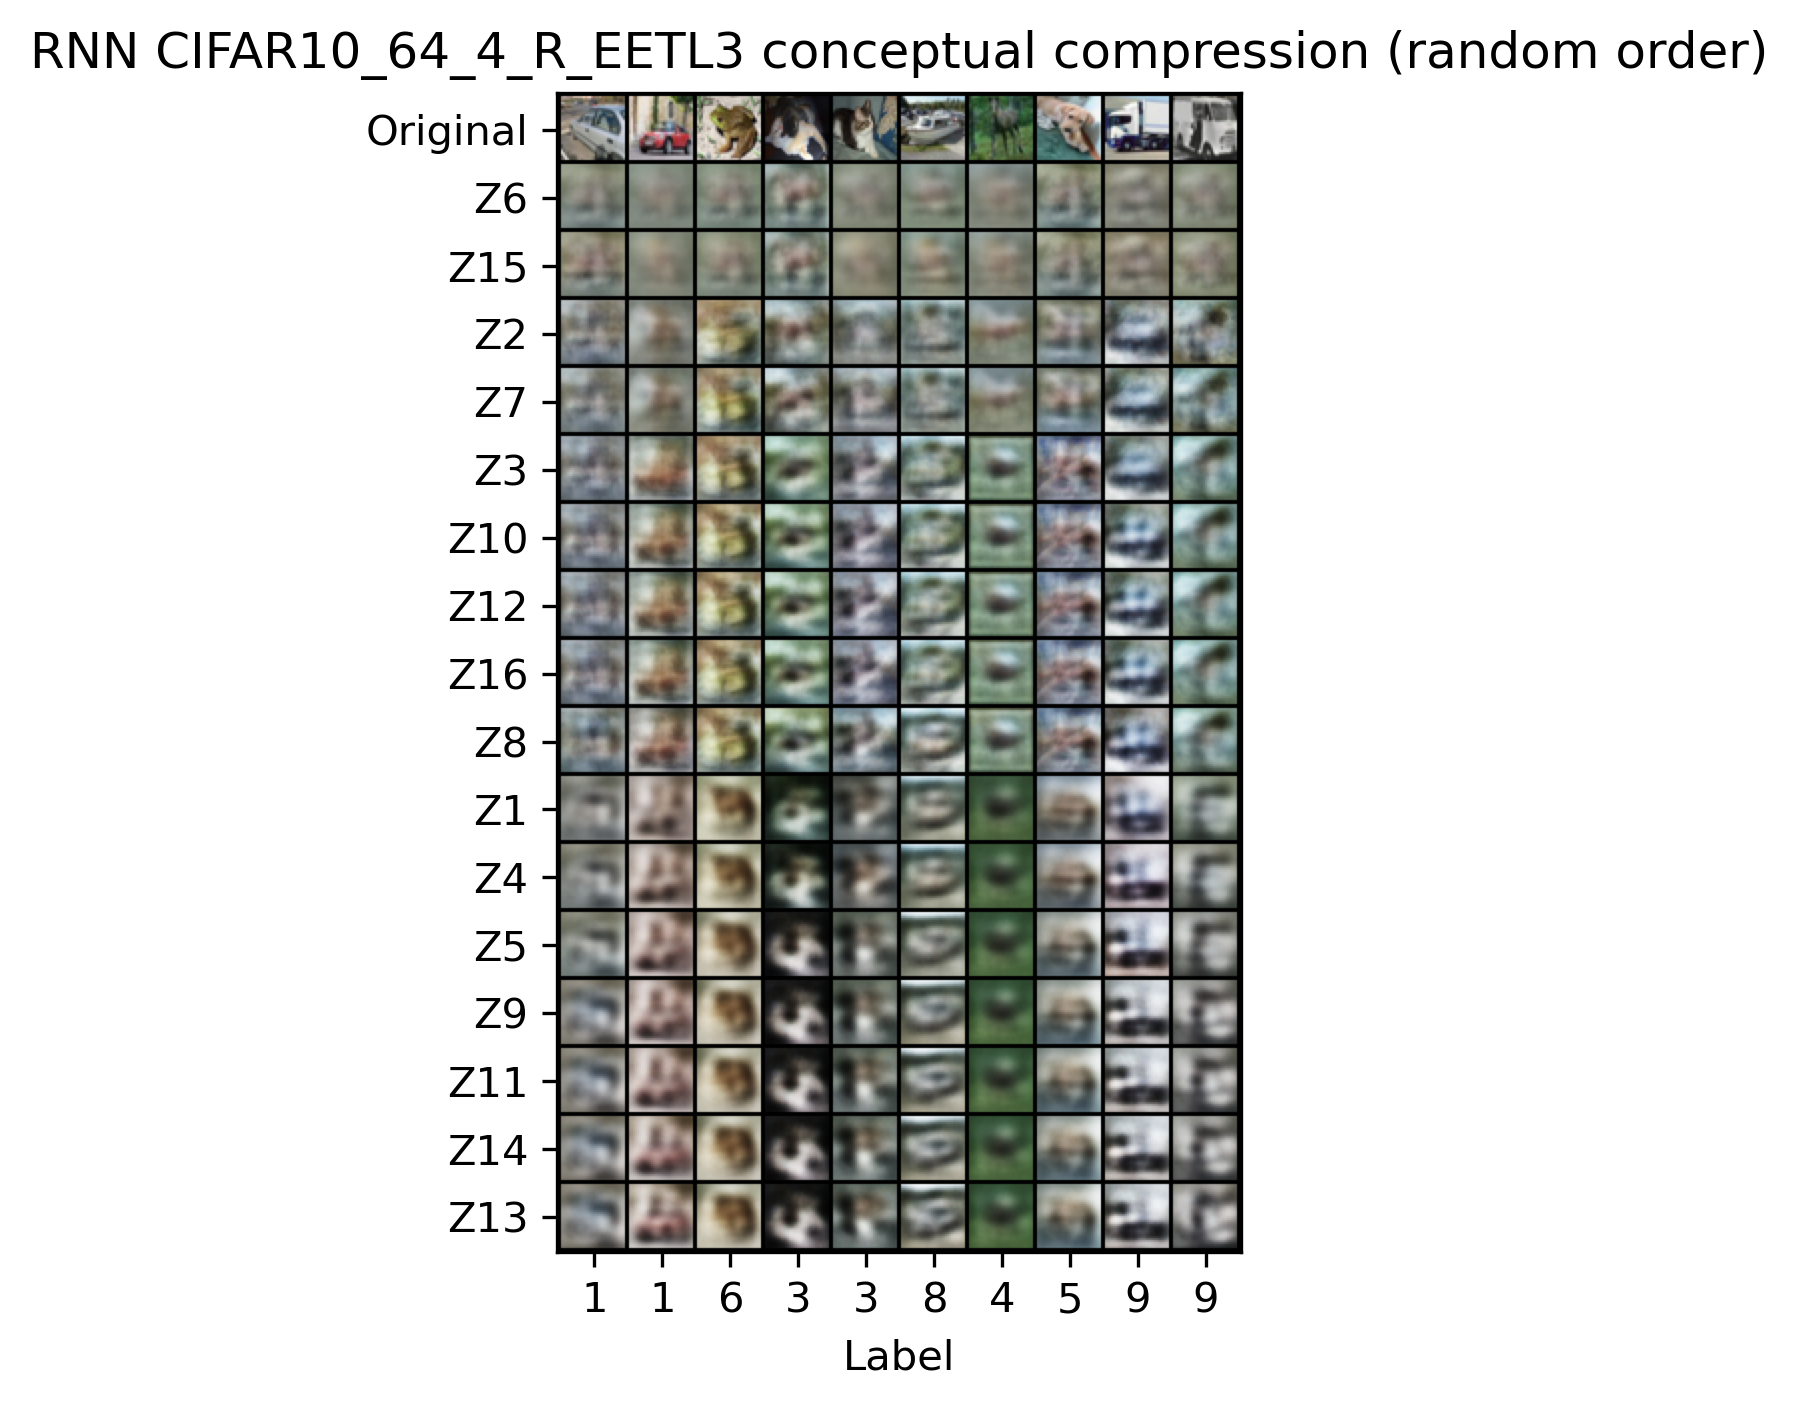 RNN CIFAR10_64_4_R_EETL3 conceptual compression (random order)
Original
Z6
Z15
Z2
Z7
Z3
Z10
Z12
Z16
Z8
Z1
Z4
Z5
Z9
Z11
Z14
Z13
1 1 6 3 3 8 4 5 9 9
Label